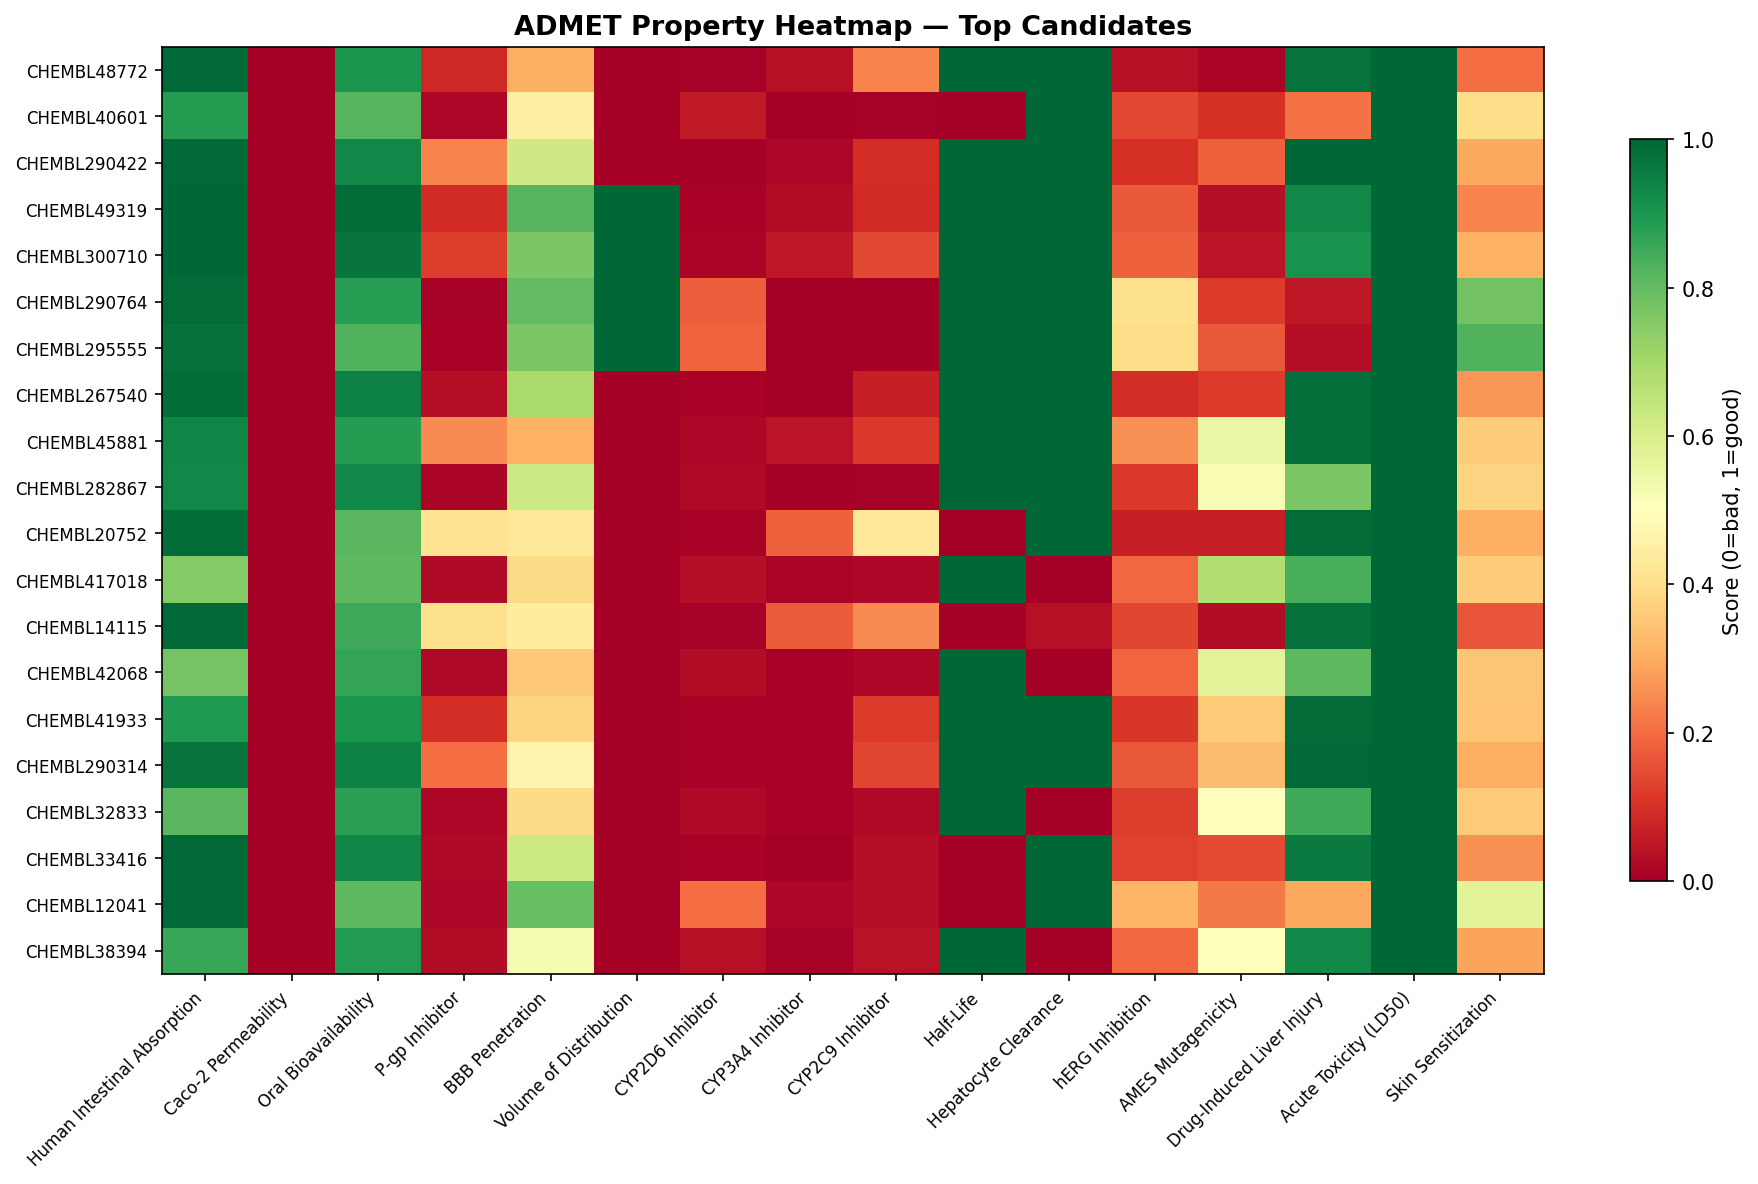 ADMET Property Heatmap — Top Candidates
CHEMBL48772
CHEMBL40601
CHEMBL290422
CHEMBL49319
CHEMBL300710
CHEMBL290764
CHEMBL295555
CHEMBL267540
CHEMBL45881
CHEMBL282867
CHEMBL20752
CHEMBL417018
CHEMBL14115
CHEMBL42068
CHEMBL41933
CHEMBL290314
CHEMBL32833
CHEMBL33416
CHEMBL12041
CHEMBL38394
Human Intestinal Absorption
Caco-2 Permeability
Oral Bioavailability
P-gp Inhibitor
BBB Penetration
Volume of Distribution
CYP2D6 Inhibitor
CYP3A4 Inhibitor
CYP2C9 Inhibitor
Half-Life
Hepatocyte Clearance
hERG Inhibition
AMES Mutagenicity
Drug-Induced Liver Injury
Acute Toxicity (LD50)
Skin Sensitization
1.0
0.8
0.6
0.4
0.2
0.0
Score (0=bad, 1=good)